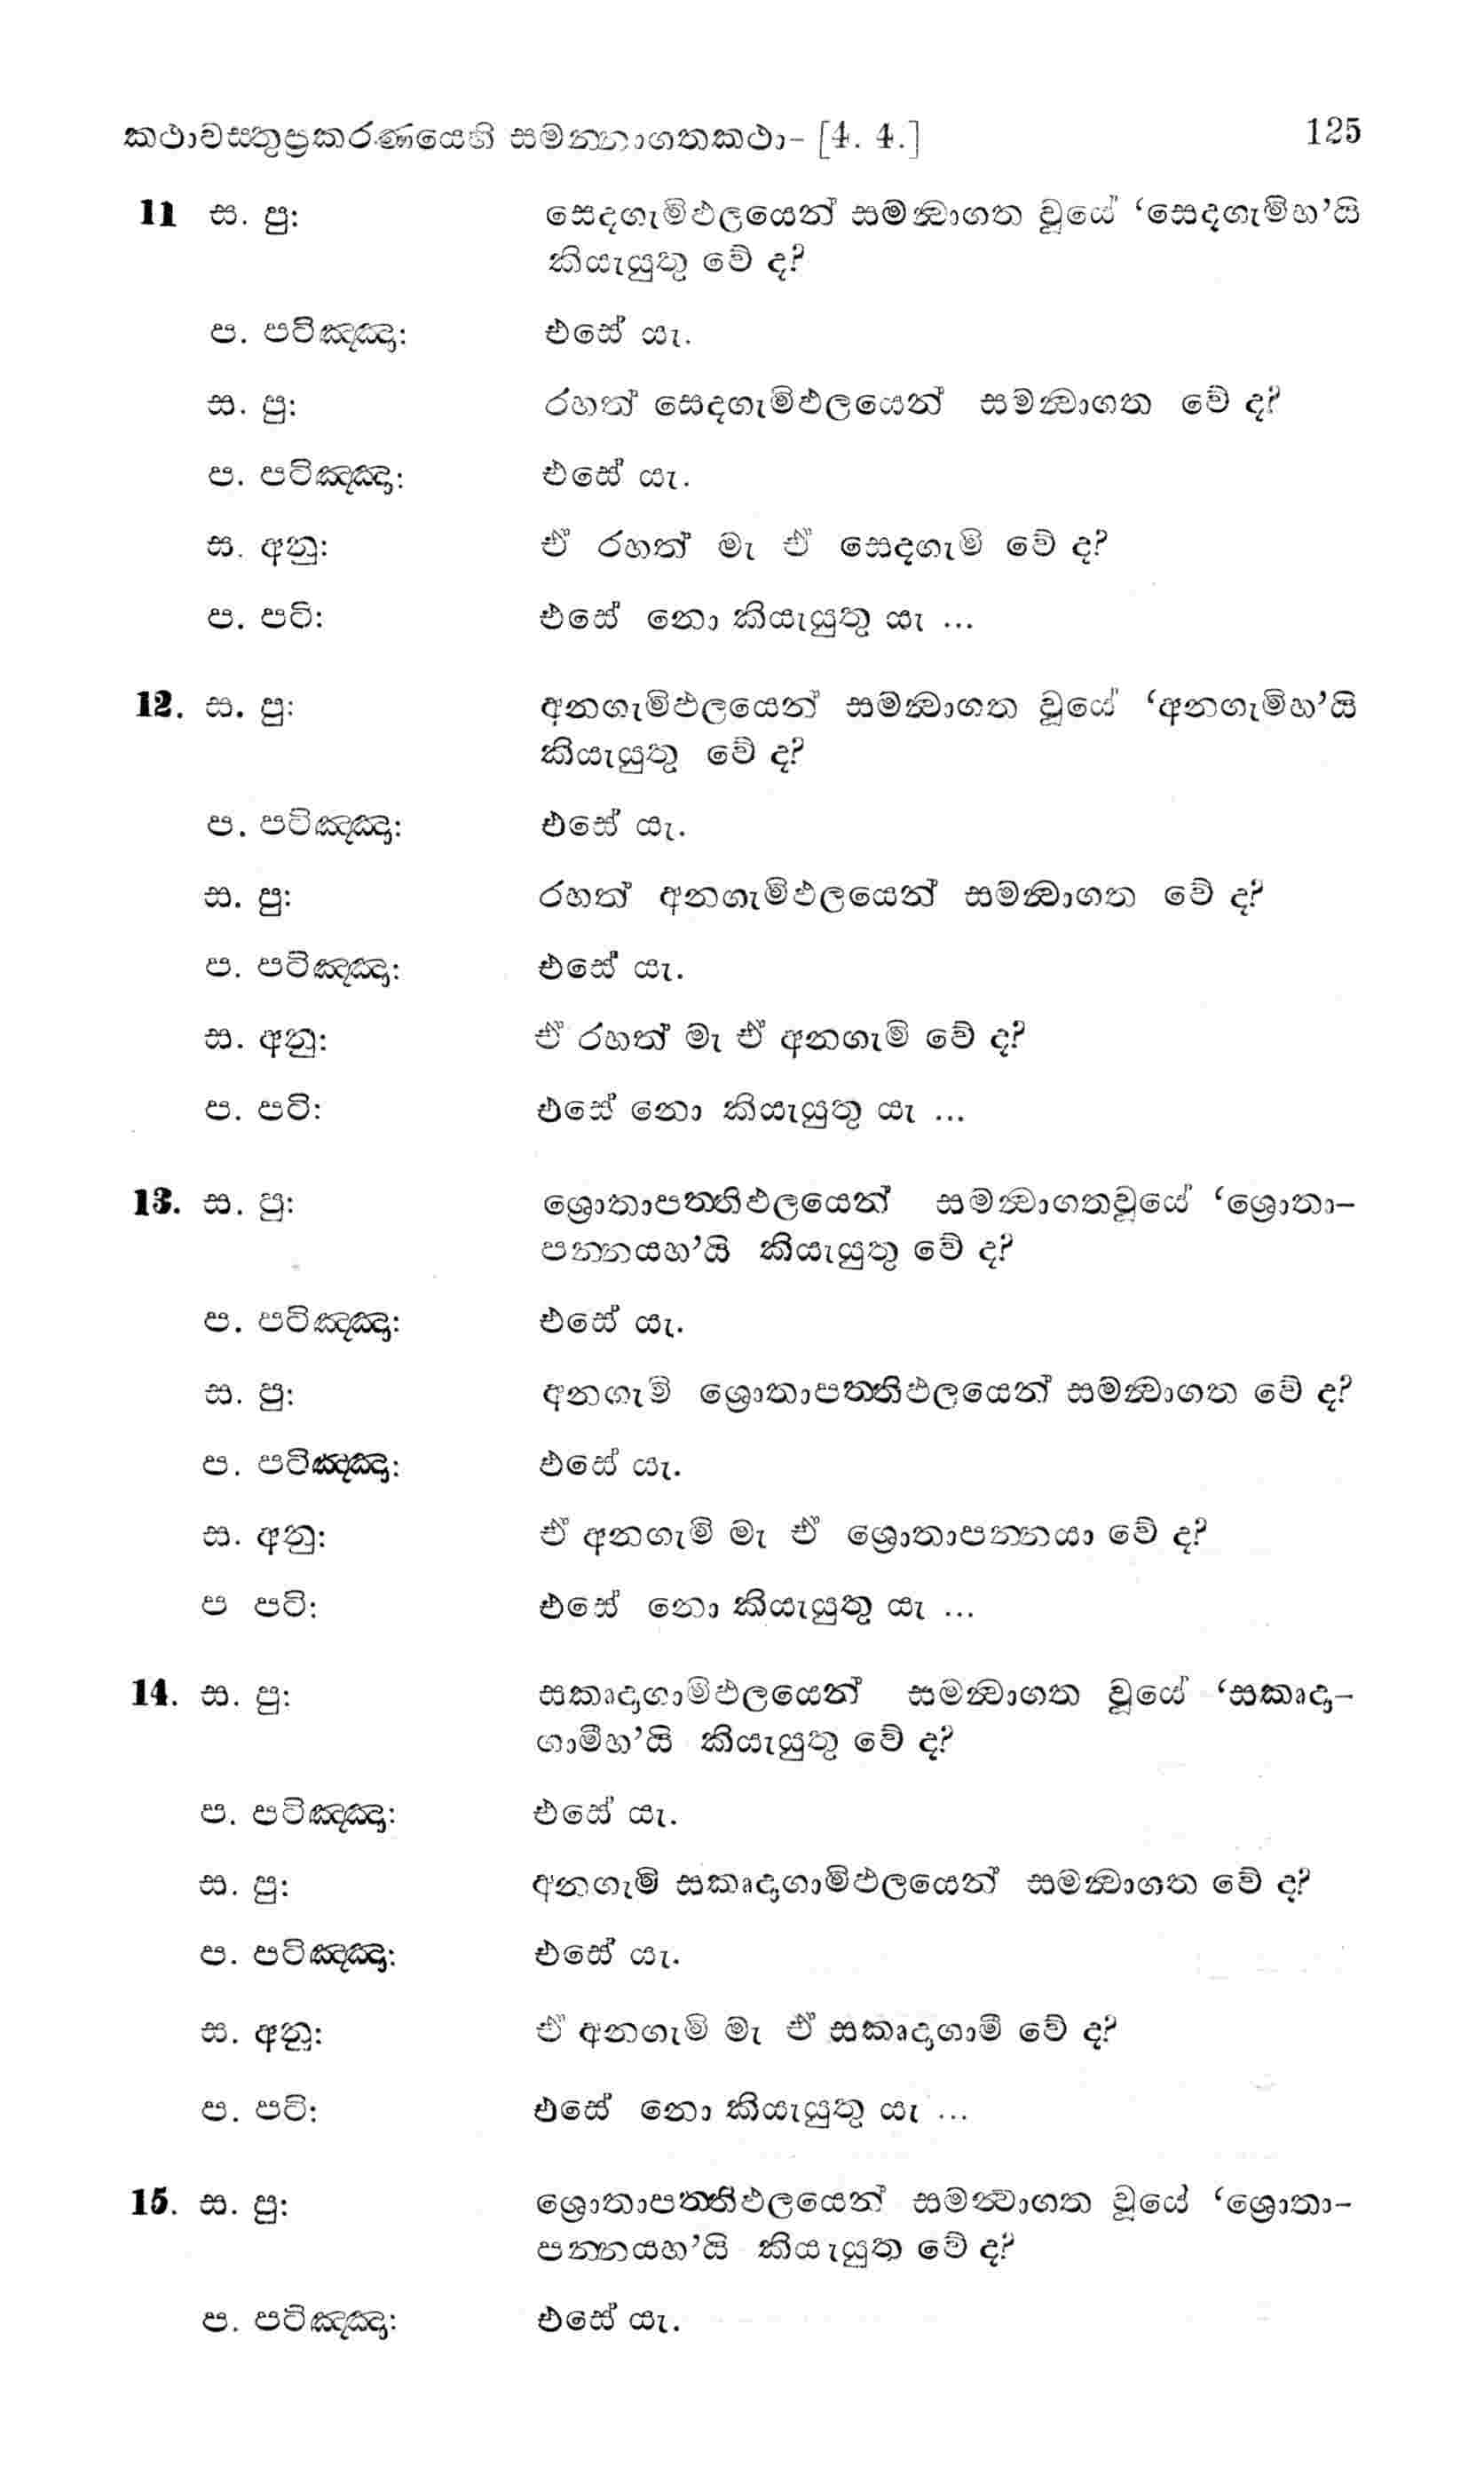 කථාවස්තුප්‍රකරණයෙහි සමන්නාගතකථා- [4. 4.] 125
11 ස. පු: සෙදගැමිඵලයෙන් සමන්‍වාගත වූයේ ‘සෙදගැමිහ’යි
කියැයුතු වේ ද?
ප. පටිඤ්ඤා: එසේ යැ.
ස. පු: රහත් සෙදගැමිඵලයෙන් සමන්‍වාගත වේ ද?
ප. පටිඤ්ඤා: එසේ යැ.
ස. අනු: ඒ රහත් මැ ඒ සෙදගැමි වේ ද?
ප. පටි: එසේ නො කියැයුතු යැ ...
12. ස. පු: අනගැමිඵලයෙන් සමන්‍වාගත වූයේ ‘අනගැමිහ’යි
කියැයුතු වේ ද?
ප. පටිඤ්ඤා: එසේ යැ.
ස. පු: රහත් අනගැමිඵලයෙන් සමන්‍වාගත වේ ද?
ප. පටිඤ්ඤා: එසේ යැ.
ස. අනු: ඒ රහත් මැ ඒ අනගැමි වේ ද?
ප. පටි: එසේ නො කියැයුතු යැ ...
13. ස. පු: ශ්‍රොතාපත්තිඵලයෙන් සමන්‍වාගතවූයේ ‘ශ්‍රොතා-
පන්නයහ’යි කියැයුතු වේ ද?
ප. පටිඤ්ඤා: එසේ යැ.
ස. පු: අනගැමි ශ්‍රොතාපත්තිඵලයෙන් සමන්‍වාගත වේ ද?
ප. පටිඤ්ඤා: එසේ යැ.
ස. අනු: ඒ අනගැමි මැ ඒ ශ්‍රොතාපන්නයා වේ ද?
ප පටි: එසේ නො කියැයුතු යැ ...
14. ස. පු: සකෘදාගාමිඵලයෙන් සමන්‍වාගත වූයේ ‘සකෘදා-
ගාමීහ’යි කියැයුතු වේ ද?
ප. පටිඤ්ඤා: එසේ යැ.
ස. පු: අනගැමි සකෘදාගාමිඵලයෙන් සමන්‍වාගත වේ ද?
ප. පටිඤ්ඤා: එසේ යැ.
ස. අනු: ඒ අනගැමි මැ ඒ සකෘදාගාමී වේ ද?
ප. පටි: එසේ නො කියැයුතු යැ ...
15. ස. පු: ශ්‍රොතාපත්තිඵලයෙන් සමන්‍වාගත වූයේ ‘ශ්‍රොතා-
පන්නයහ’යි කියැයුතු වේ ද?
ප. පටිඤ්ඤා: එසේ යැ.